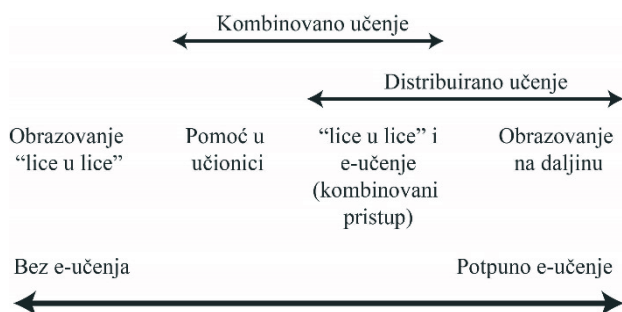 Kombinovano učenje
Distribuirano učenje
Obrazovanje
“lice u lice”
Pomoć u
učionici
“lice u lice” i
e-učenje
(kombinovani
pristup)
Obrazovanje
na daljinu
Bez e-učenja
Potpuno e-učenje